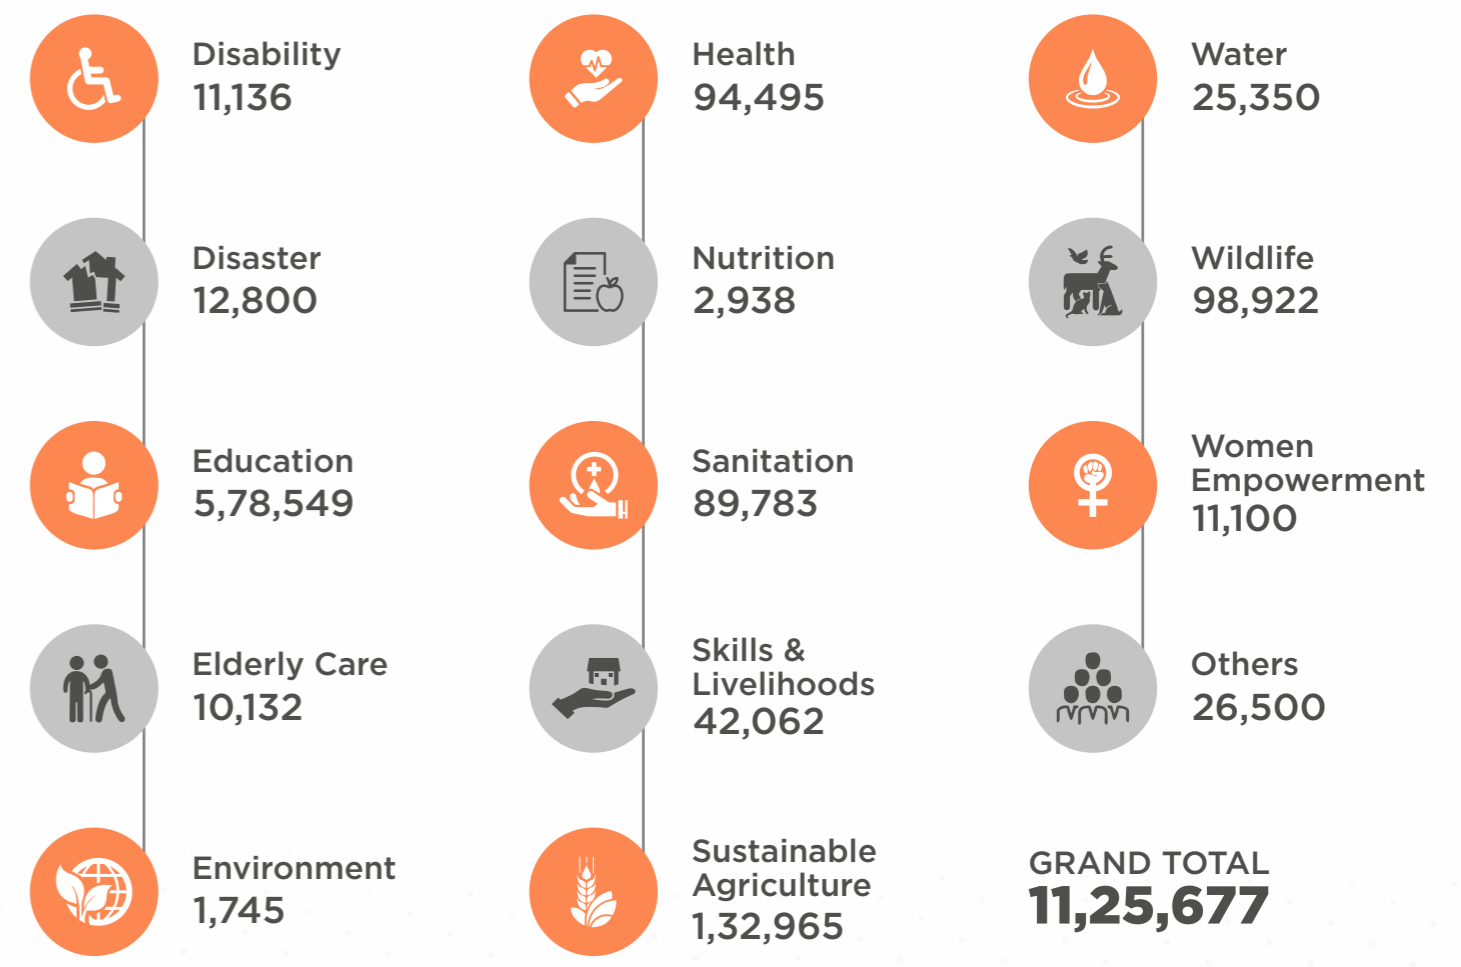 Disability
11,136
Disaster
12,800
Education
5,78,549
Elderly Care
10,132
Environment
1,745
Health
94,495
Nutrition
2,938
Sanitation
89,783
Skills &
Livelihoods
42,062
Sustainable
Agriculture
1,32,965
Water
25,350
Wildlife
98,922
Women
Empowerment
11,100
Others
26,500
GRAND TOTAL
11,25,677